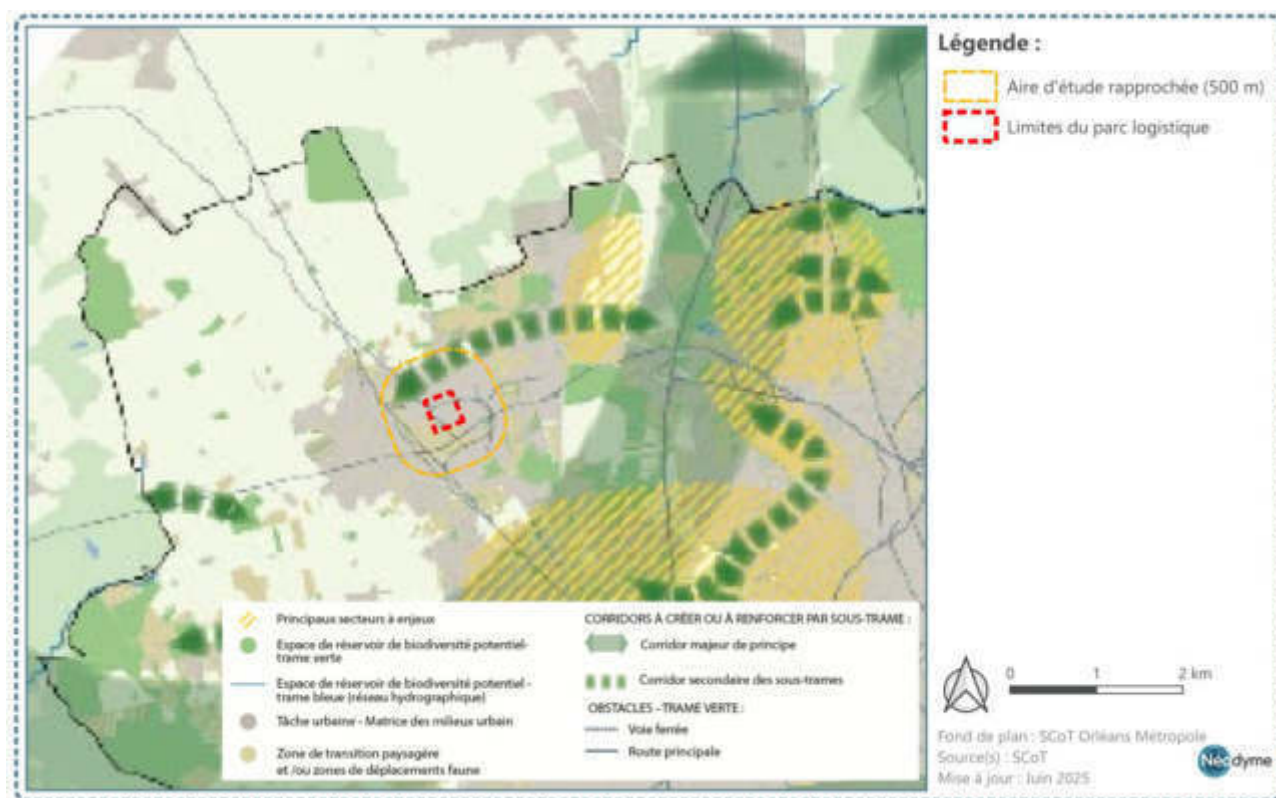 Légende :
Aire d'étude rapprochée (500 m)
Limites du parc logistique
Principaux secteurs à enjeux
Espace de réservoir de biodiversité potentiel-
trame verte
Espace de réservoir de biodiversité potentiel -
trame bleue (réseau hydrographique)
Tâche urbaine - Matrice des milieux urbain
Zone de transition paysagère
et /ou zones de déplacements faune
CORRIDORS À CRÉER OU À RENFORCER PAR SOUS-TRAME :
Corridor majeur de principe
Corridor secondaire des sous-trames
OBSTACLES - TRAME VERTE :
Voie ferrée
Route principale
0 1 2 km
Fond de plan : SCoT Orléans Métropole
Source(s) : SCoT
Mise à jour : Juin 2025
Néodyme